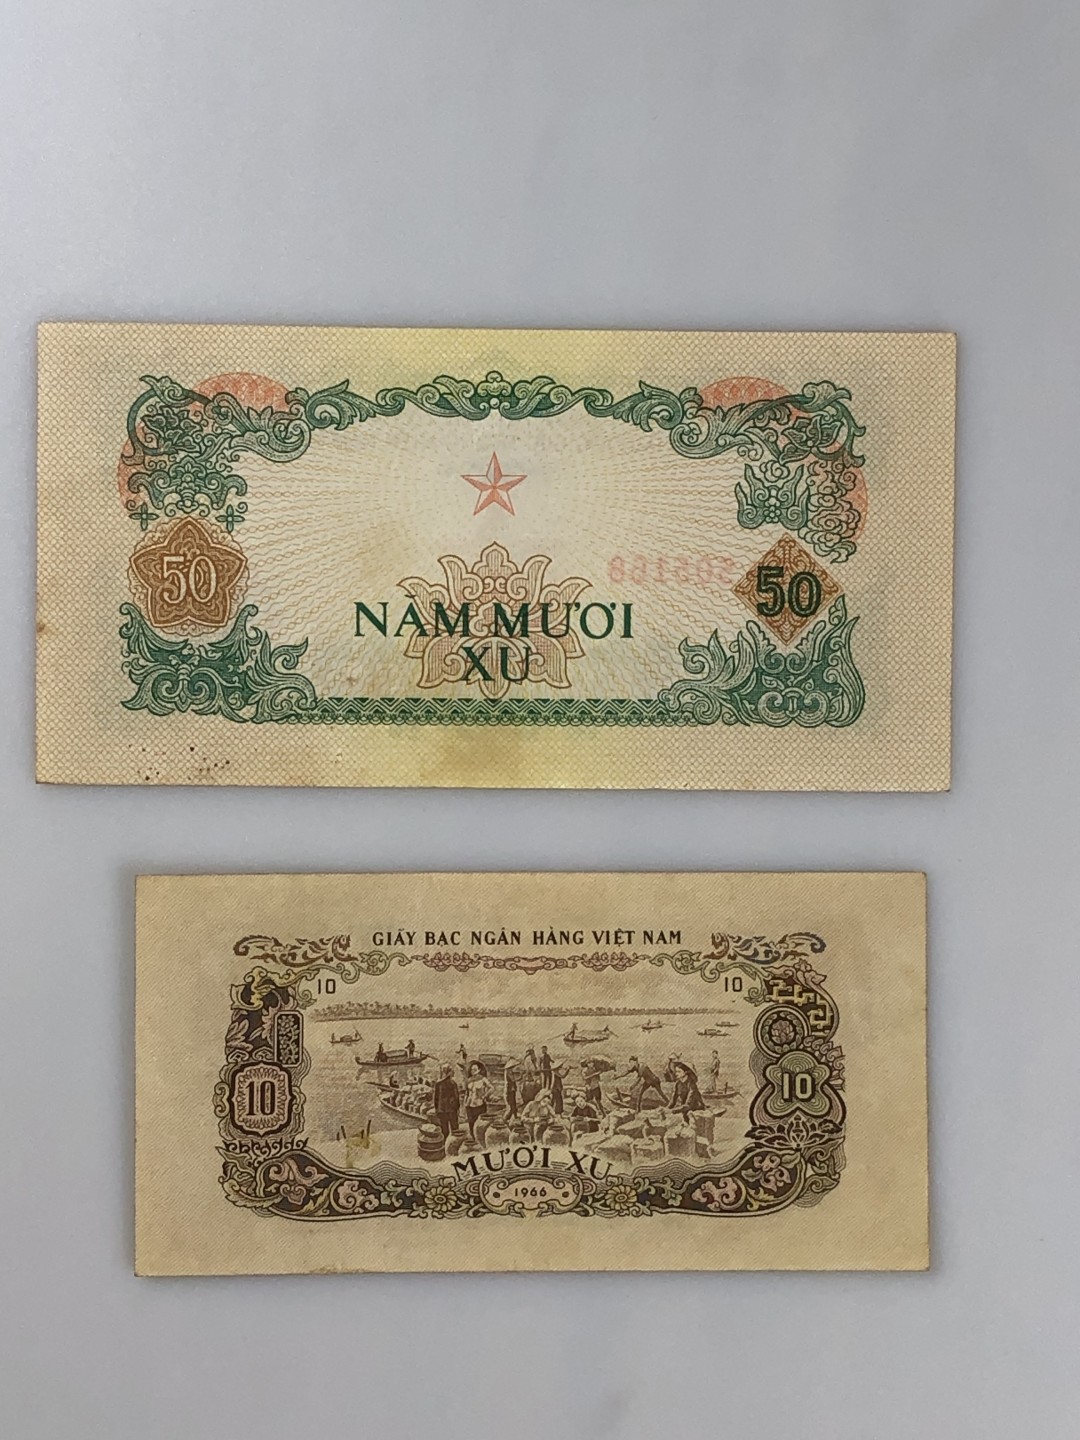 50
50
NĂM MƯƠI
XU
GIẤY BẠC NGÂN HÀNG VIỆT NAM
10
10
10
10
MƯỜI XU
1966